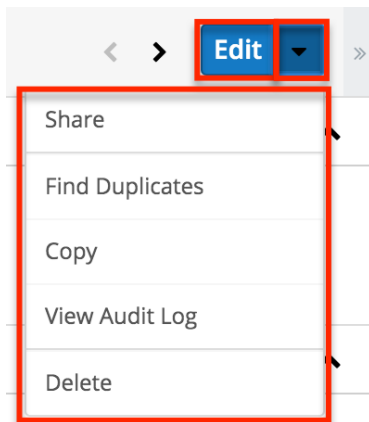 Edit
Share
Find Duplicates
Copy
View Audit Log
Delete